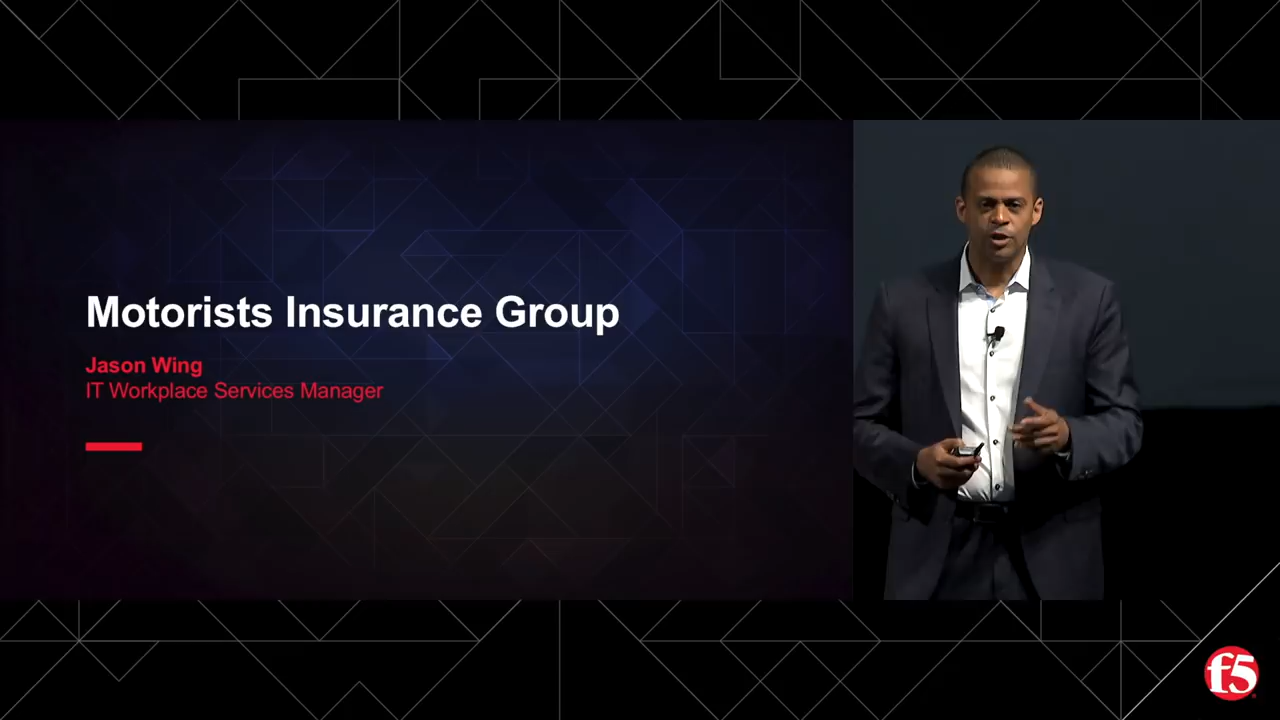 Motorists Insurance Group
Jason Wing
IT Workplace Services Manager
f5